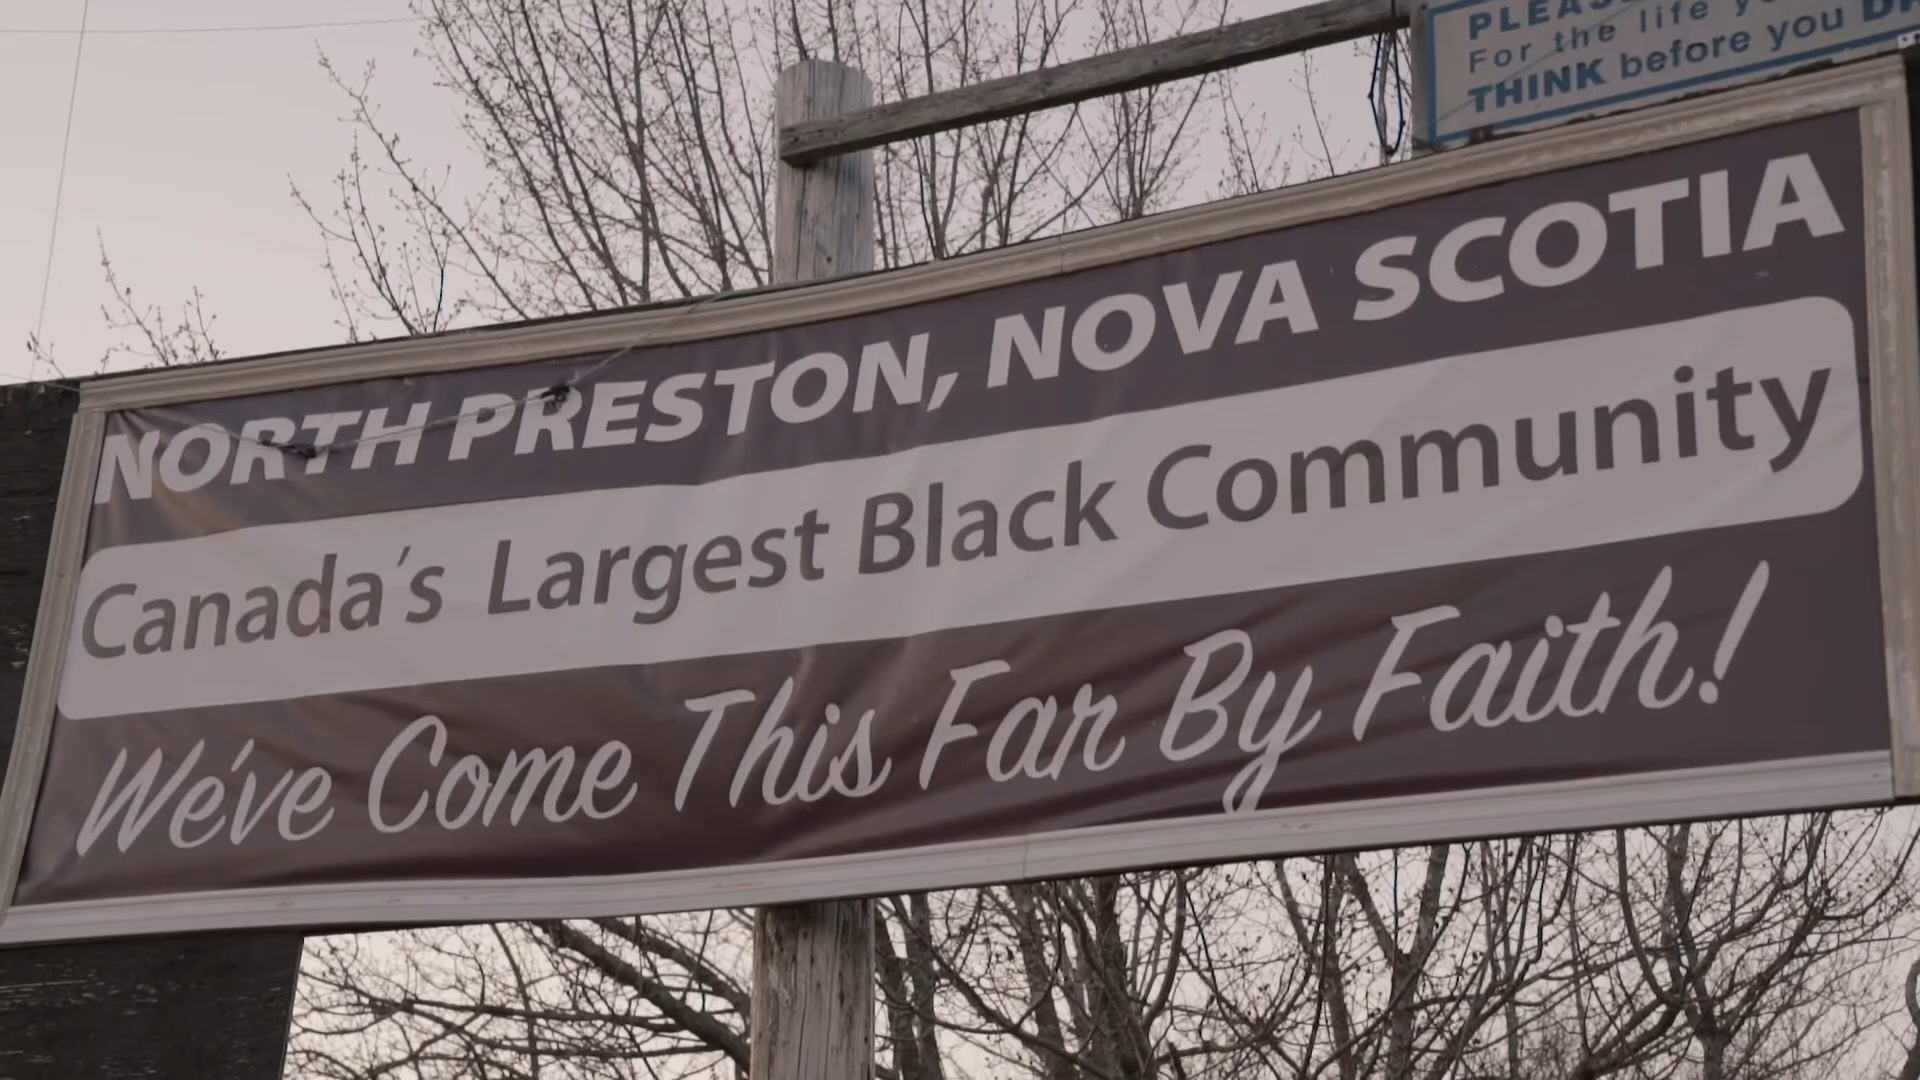 PLEASE
For the life
THINK before you
NORTH PRESTON, NOVA SCOTIA
Canada's Largest Black Community
We've Come This Far By Faith!